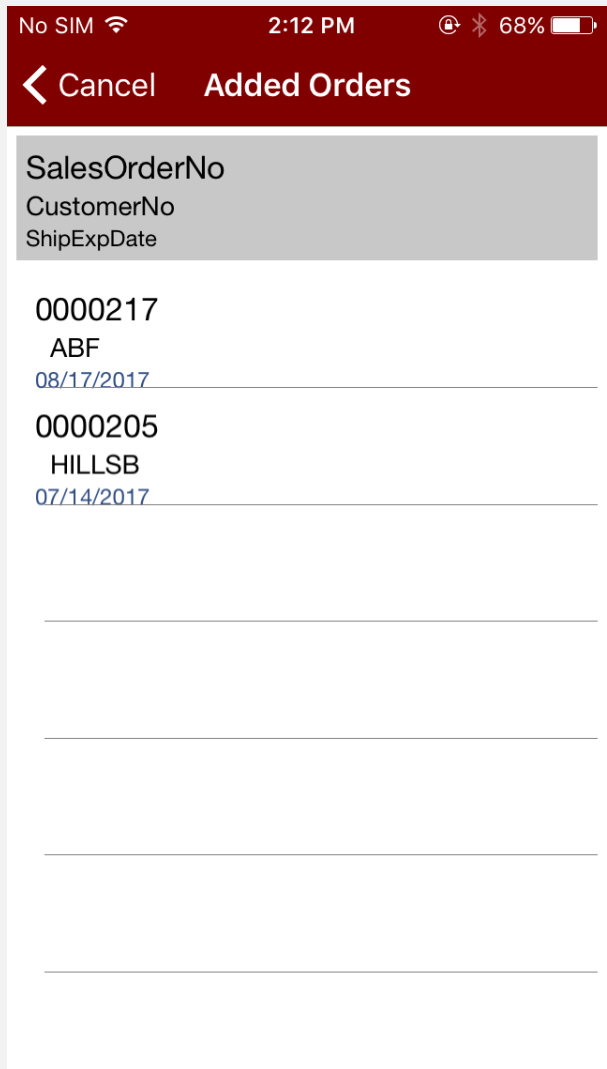 No SIM 2:12 PM 68%
Cancel Added Orders
SalesOrderNo
CustomerNo
ShipExpDate
0000217
ABF
08/17/2017
0000205
HILLSB
07/14/2017